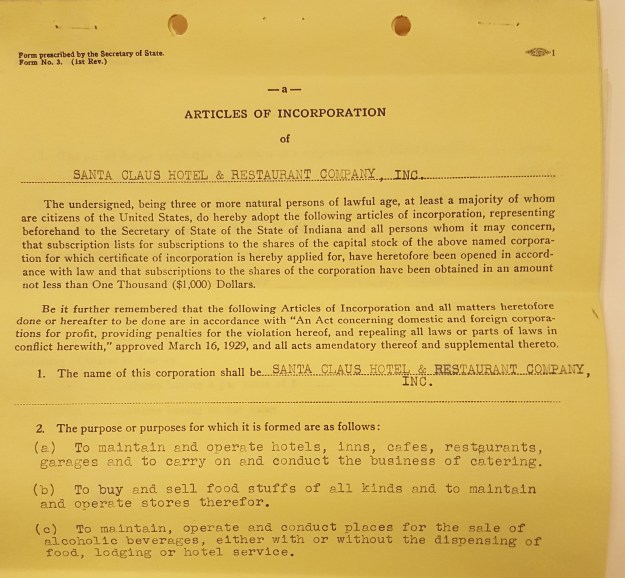 Form prescribed by the Secretary of State.
Form No. 3. (1st Rev.)
1
— a —
ARTICLES OF INCORPORATION
of
SANTA CLAUS HOTEL & RESTAURANT COMPANY, INC.
The undersigned, being three or more natural persons of lawful age, at least a majority of whom
are citizens of the United States, do hereby adopt the following articles of incorporation, representing
beforehand to the Secretary of State of the State of Indiana and all persons whom it may concern,
that subscription lists for subscriptions to the shares of the capital stock of the above named corpora-
tion for which certificate of incorporation is hereby applied for, have heretofore been opened in accord-
ance with law and that subscriptions to the shares of the corporation have been obtained in an amount
not less than One Thousand ($1,000) Dollars.
Be it further remembered that the following Articles of Incorporation and all matters heretofore
done or hereafter to be done are in accordance with “An Act concerning domestic and foreign corpora-
tions for profit, providing penalties for the violation hereof, and repealing all laws or parts of laws in
conflict herewith,” approved March 16, 1929, and all acts amendatory thereof and supplemental thereto.
1. The name of this corporation shall be SANTA CLAUS HOTEL & RESTAURANT COMPANY,
INC.
2. The purpose or purposes for which it is formed are as follows:
(a) To maintain and operate hotels, inns, cafes, restaurants,
garages and to carry on and conduct the business of catering.
(b) To buy and sell food stuffs of all kinds and to maintain
and operate stores therefor.
(c) To maintain, operate and conduct places for the sale of
alcoholic beverages, either with or without the dispensing of
food, lodging or hotel service.